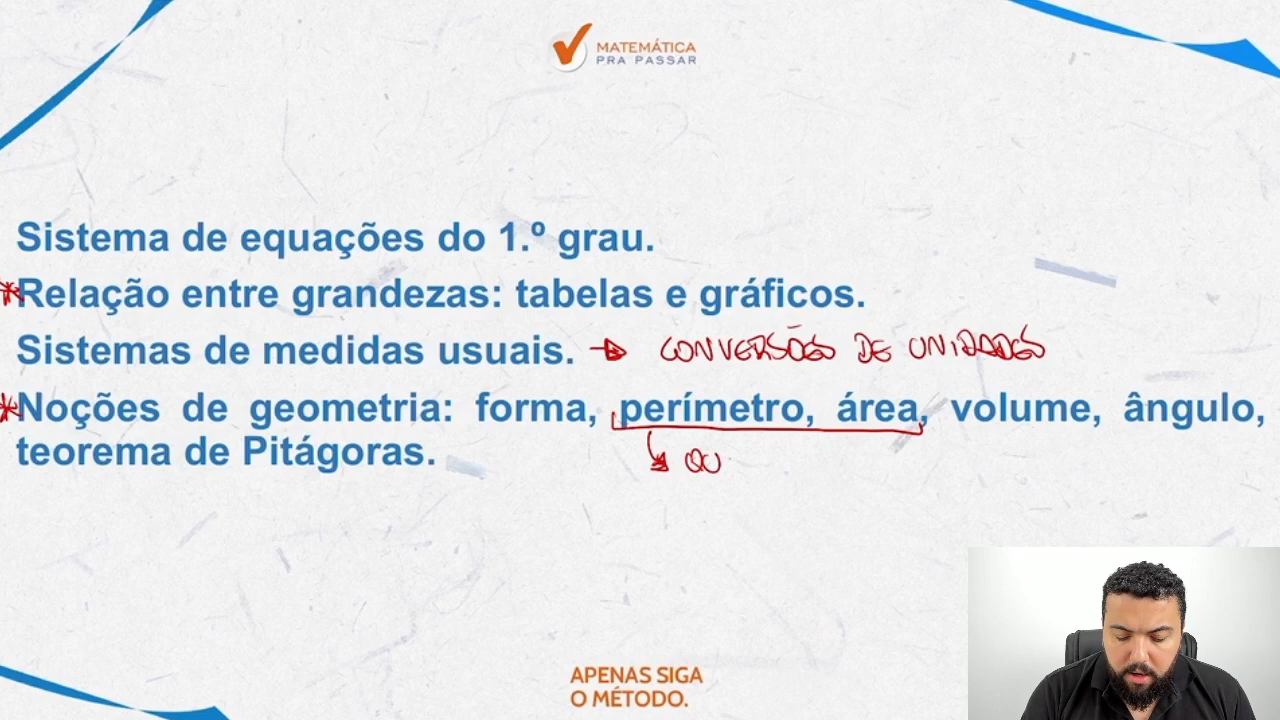 MATEMÁTICA
PRA PASSAR
Sistema de equações do 1.º grau.
*Relação entre grandezas: tabelas e gráficos.
Sistemas de medidas usuais. → CONVERSÕES DE UNIDADES
*Noções de geometria: forma, perímetro, área, volume, ângulo,
teorema de Pitágoras.
QU
APENAS SIGA
O MÉTODO.